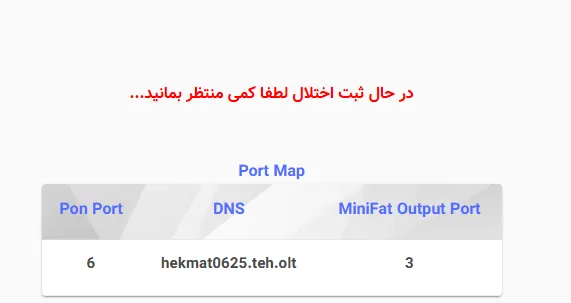 در حال ثبت اختلال لطفا کمی منتظر بمانید...
Port Map
Pon Port DNS MiniFat Output Port
6 hekmat0625.teh.olt 3